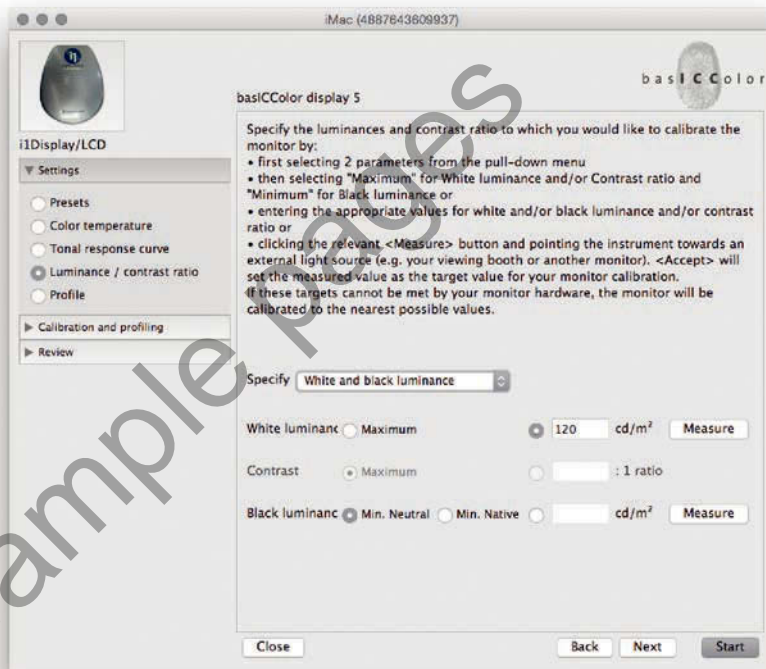 iMac (4887643609937)
i1
basICColor
basICColor display 5
i1Display/LCD
Settings
Presets
Color temperature
Tonal response curve
Luminance / contrast ratio
Profile
Calibration and profiling
Review
Specify the luminances and contrast ratio to which you would like to calibrate the
monitor by:
• first selecting 2 parameters from the pull-down menu
• then selecting "Maximum" for White luminance and/or Contrast ratio and
"Minimum" for Black luminance or
• entering the appropriate values for white and/or black luminance and/or contrast
ratio or
• clicking the relevant <Measure> button and pointing the instrument towards an
external light source (e.g. your viewing booth or another monitor). <Accept> will
set the measured value as the target value for your monitor calibration.
If these targets cannot be met by your monitor hardware, the monitor will be
calibrated to the nearest possible values.
Specify White and black luminance
White luminanc Maximum 120 cd/m² Measure
Contrast Maximum : 1 ratio
Black luminanc Min. Neutral Min. Native cd/m² Measure
Close Back Next Start
ample pages